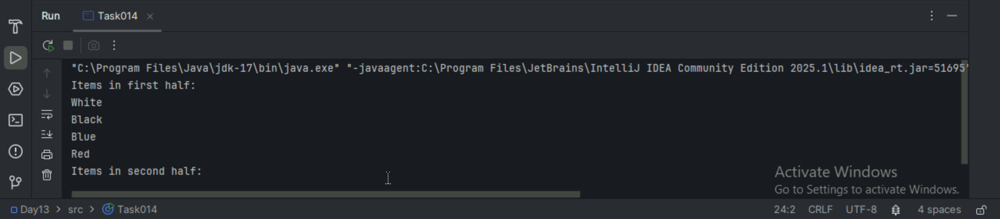 Run Task014
"C:\Program Files\Java\jdk-17\bin\java.exe" "-javaagent:C:\Program Files\JetBrains\IntelliJ IDEA Community Edition 2025.1\lib\idea_rt.jar=51695"
Items in first half:
White
Black
Blue
Red
Items in second half:
Activate Windows
Go to Settings to activate Windows.
Day13 > src > Task014 24:2 CRLF UTF-8 4 spaces